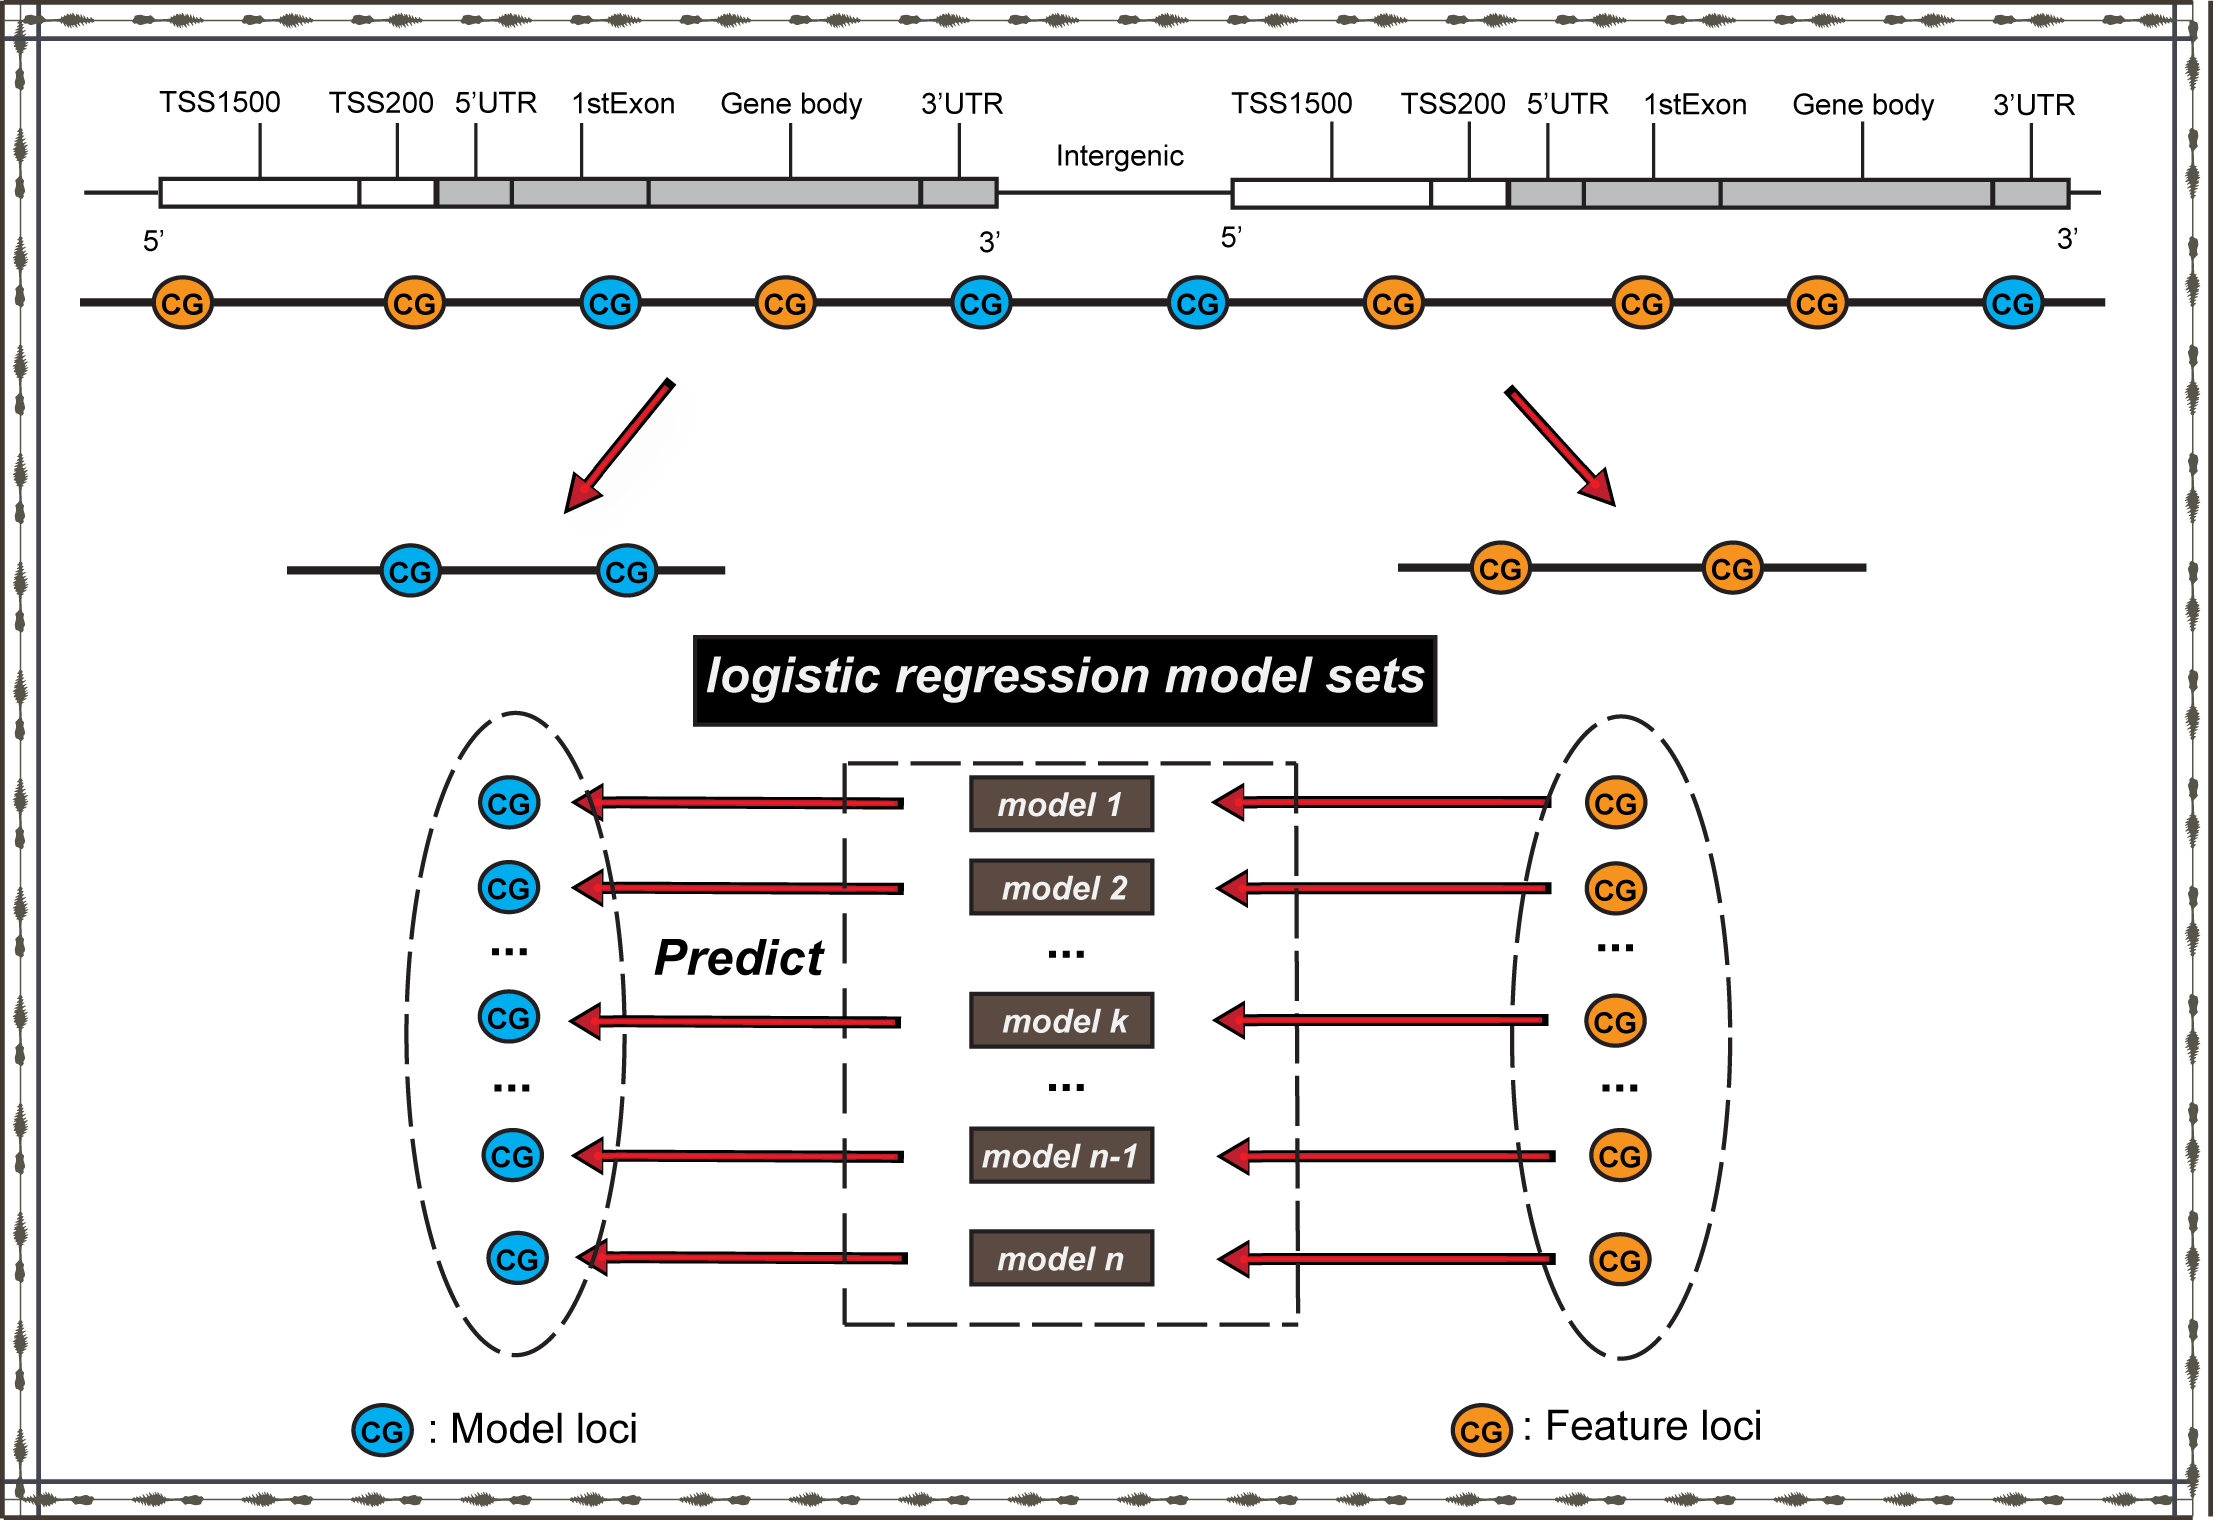 TSS1500 TSS200 5’UTR 1stExon Gene body 3’UTR TSS1500 TSS200 5’UTR 1stExon Gene body 3’UTR
Intergenic
5’ 3’ 5’ 3’
CG CG CG CG CG CG CG CG CG CG
CG CG CG CG
logistic regression model sets
CG model 1 CG
CG model 2 CG
... ... ...
Predict
CG model k CG
... ... ...
CG model n-1 CG
CG model n CG
CG : Model loci CG : Feature loci